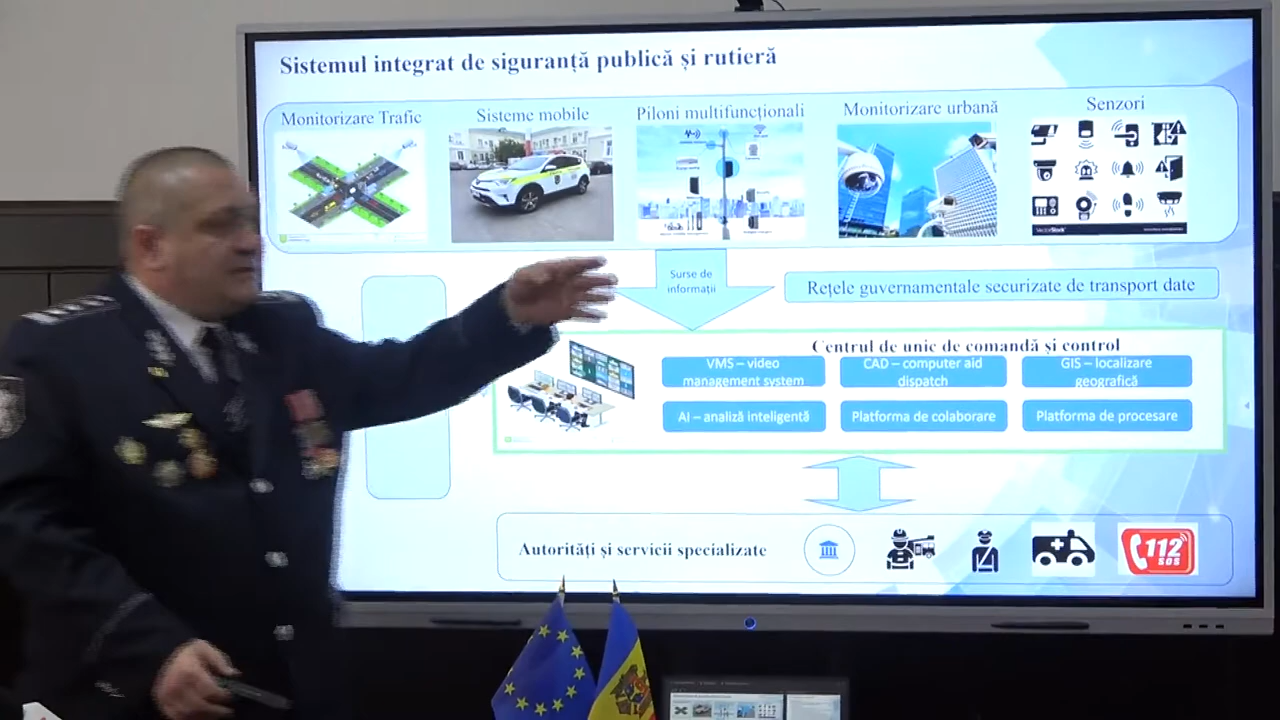 Sistemul integrat de siguranță publică și rutieră
Monitorizare Trafic
Sisteme mobile
Piloni multifuncționali
Monitorizare urbană
Senzori
VectorStock
Surse de
informații
Rețele guvernamentale securizate de transport date
Centrul de unic de comandă și control
VMS – video
management system
CAD – computer aid
dispatch
GIS – localizare
geografică
AI – analiză inteligentă
Platforma de colaborare
Platforma de procesare
Autorități și servicii specializate
112
SOS